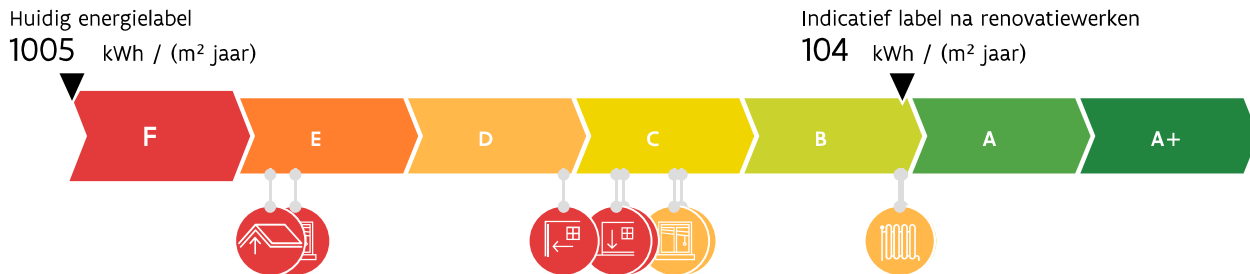 Huidig energielabel
1005 kWh / (m² jaar)
Indicatief label na renovatiewerken
104 kWh / (m² jaar)
F E D C B A A+